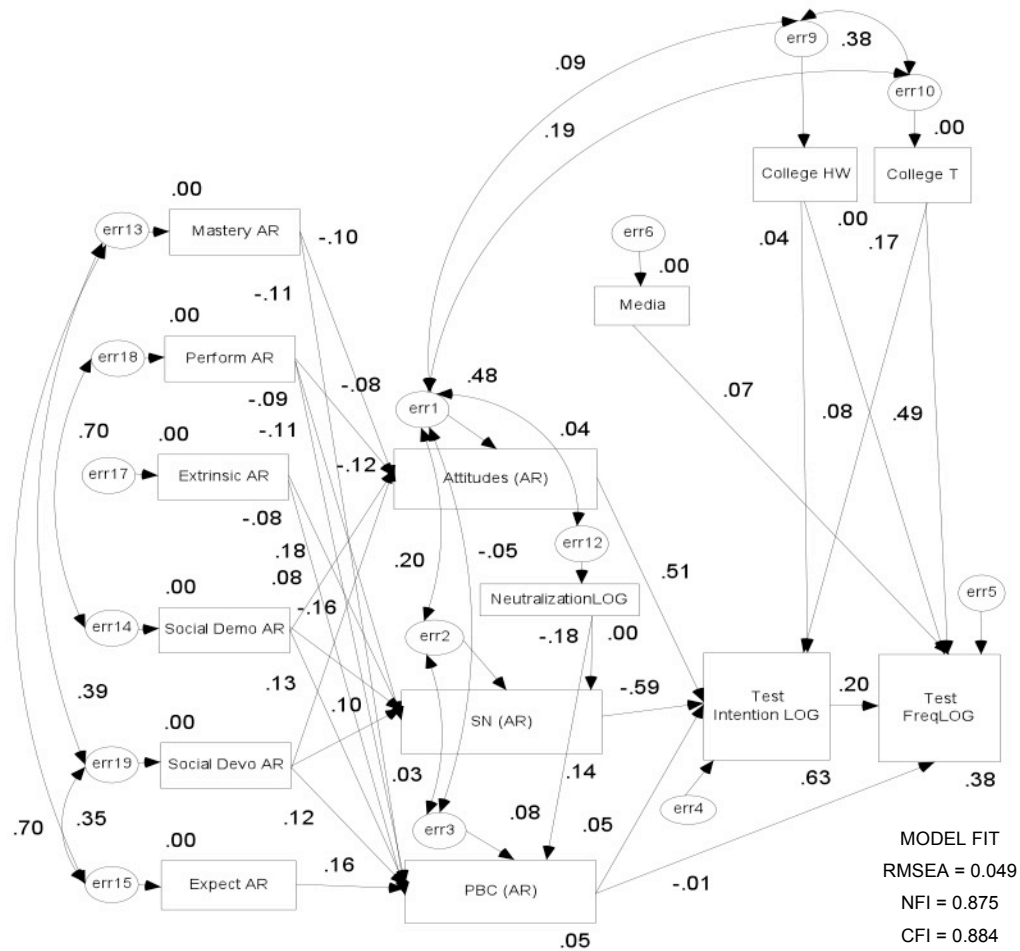 err9
.38
.09
err10
.19
.00
.00
College HW
College T
err13
Mastery AR
-.10
err6
.04
.00
.17
.00
-.11
Media
.00
err18
Perform AR
-.08
.48
-.09
err1
.04
.07
.08
.49
.70
.00
-.11
-.12
err17
Extrinsic AR
Attitudes (AR)
-.08
err12
.18
.20
-.05
.51
.00
.08
NeutralizationLOG
err5
-.16
err14
Social Demo AR
err2
-.18
.00
-.59
Test
Intention LOG
.20
Test
FreqLOG
.39
.13
.10
SN (AR)
.00
err19
Social Devo AR
.03
.14
.63
.38
err4
.70
.35
.12
err3
.08
.05
.00
MODEL FIT
.16
RMSEA = 0.049
err15
Expect AR
PBC (AR)
-.01
NFI = 0.875
.05
CFI = 0.884